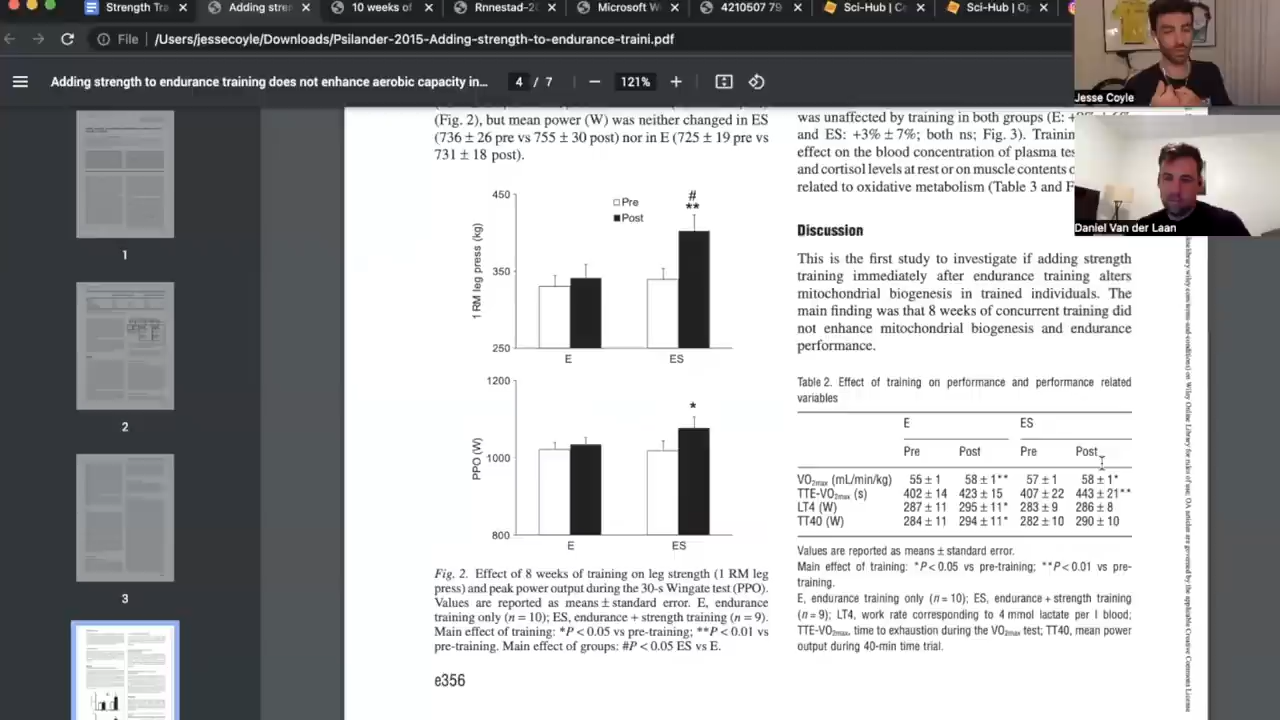 Strength Tra
Adding stren
10 weeks of
Rnnestad-20
Microsoft W
4210507 79
Sci-Hub | Op
Sci-Hub | Op
File
/Users/jessecoyle/Downloads/Psilander-2015-Adding-strength-to-endurance-traini.pdf
Adding strength to endurance training does not enhance aerobic capacity in...
4 / 7
121%
Jesse Coyle
Daniel Van der Laan
1
2
3
(Fig. 2), but mean power (W) was neither changed in ES
(736 ± 26 pre vs 755 ± 30 post) nor in E (725 ± 19 pre vs
731 ± 18 post).
450
350
250
1 RM leg press (kg)
Pre
Post
#
**
E
ES
1200
1000
800
PPO (W)
*
E
ES
Fig. 2. Effect of 8 weeks of training on leg strength (1 RM leg
press) and peak power output during the 30-s Wingate test (PPO).
Values are reported as means ± standard error. E, endurance
training only (n = 10); ES, endurance + strength training (n = 9).
Main effect of training: *P < 0.05 vs pre-training; **P < 0.01 vs
pre-training. Main effect of groups: #P < 0.05 ES vs E.
e356
was unaffected by training in both groups (E:
and ES: +3% ± 7%; both ns; Fig. 3). Training
effect on the blood concentration of plasma tes
and cortisol levels at rest or on muscle contents o
related to oxidative metabolism (Table 3 and F
Discussion
This is the first study to investigate if adding strength
training immediately after endurance training alters
mitochondrial biogenesis in trained individuals. The
main finding was that 8 weeks of concurrent training did
not enhance mitochondrial biogenesis and endurance
performance.
Table 2. Effect of training on performance and performance related
variables
E ES
Pre Post Pre Post
VO2max (mL/min/kg) 55 ± 1 58 ± 1** 57 ± 1 58 ± 1*
TTE-VO2max (s) 423 ± 15 407 ± 22 443 ± 21**
LT4 (W) 287 ± 11 295 ± 11* 283 ± 9 286 ± 8
TT40 (W) ± 11 294 ± 11* 282 ± 10 290 ± 10
Values are reported as means ± standard error.
Main effect of training: *P < 0.05 vs pre-training; **P < 0.01 vs pre-
training.
E, endurance training only (n = 10); ES, endurance + strength training
(n = 9). LT4, work rate corresponding to 4 mmol lactate per l blood;
TTE-VO2max, time to exhaustion during the VO2max test; TT40, mean power
output during 40-min time trial.